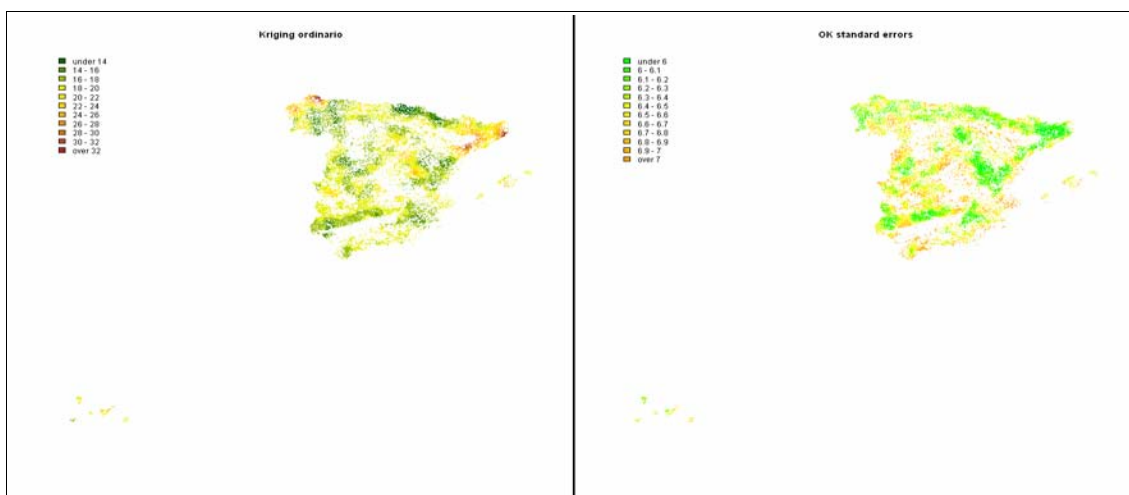 Kriging ordinario
under 14
14 - 16
16 - 18
18 - 20
20 - 22
22 - 24
24 - 26
26 - 28
28 - 30
30 - 32
over 32
OK standard errors
under 6
6 - 6.1
6.1 - 6.2
6.2 - 6.3
6.3 - 6.4
6.4 - 6.5
6.5 - 6.6
6.6 - 6.7
6.7 - 6.8
6.8 - 6.9
6.9 - 7
over 7